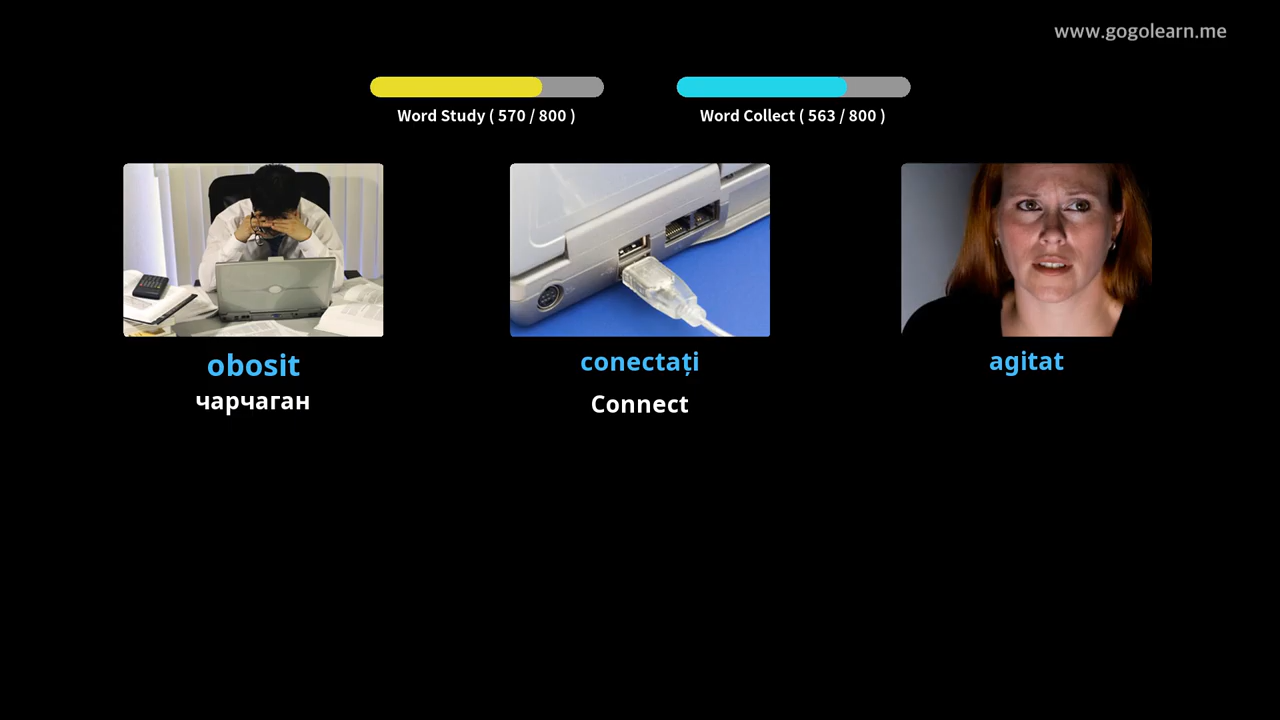 www.gogolearn.me
Word Study ( 570 / 800 )
Word Collect ( 563 / 800 )
obosit
чарчаган
conectați
Connect
agitat